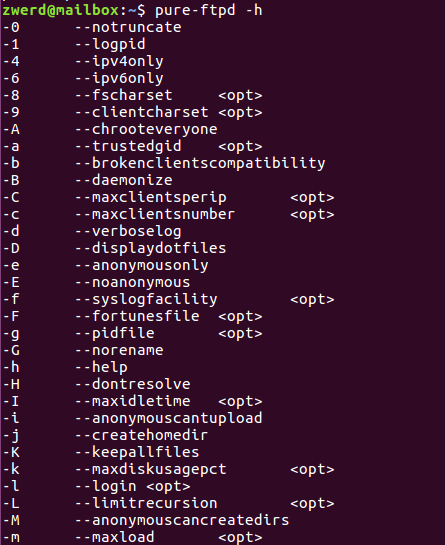 zwerd@mailbox:~$ pure-ftpd -h
-0 --notruncate
-1 --logpid
-4 --ipv4only
-6 --ipv6only
-8 --fscharset <opt>
-9 --clientcharset <opt>
-A --chrooteveryone
-a --trustedgid <opt>
-b --brokenclientscompatibility
-B --daemonize
-C --maxclientsperip <opt>
-c --maxclientsnumber <opt>
-d --verboselog
-D --displaydotfiles
-e --anonymousonly
-E --noanonymous
-f --syslogfacility <opt>
-F --fortunesfile <opt>
-g --pidfile <opt>
-G --norename
-h --help
-H --dontresolve
-I --maxidletime <opt>
-i --anonymouscantupload
-j --createhomedir
-K --keepallfiles
-k --maxdiskusagepct <opt>
-l --login <opt>
-L --limitrecursion <opt>
-M --anonymouscancreatedirs
-m --maxload <opt>